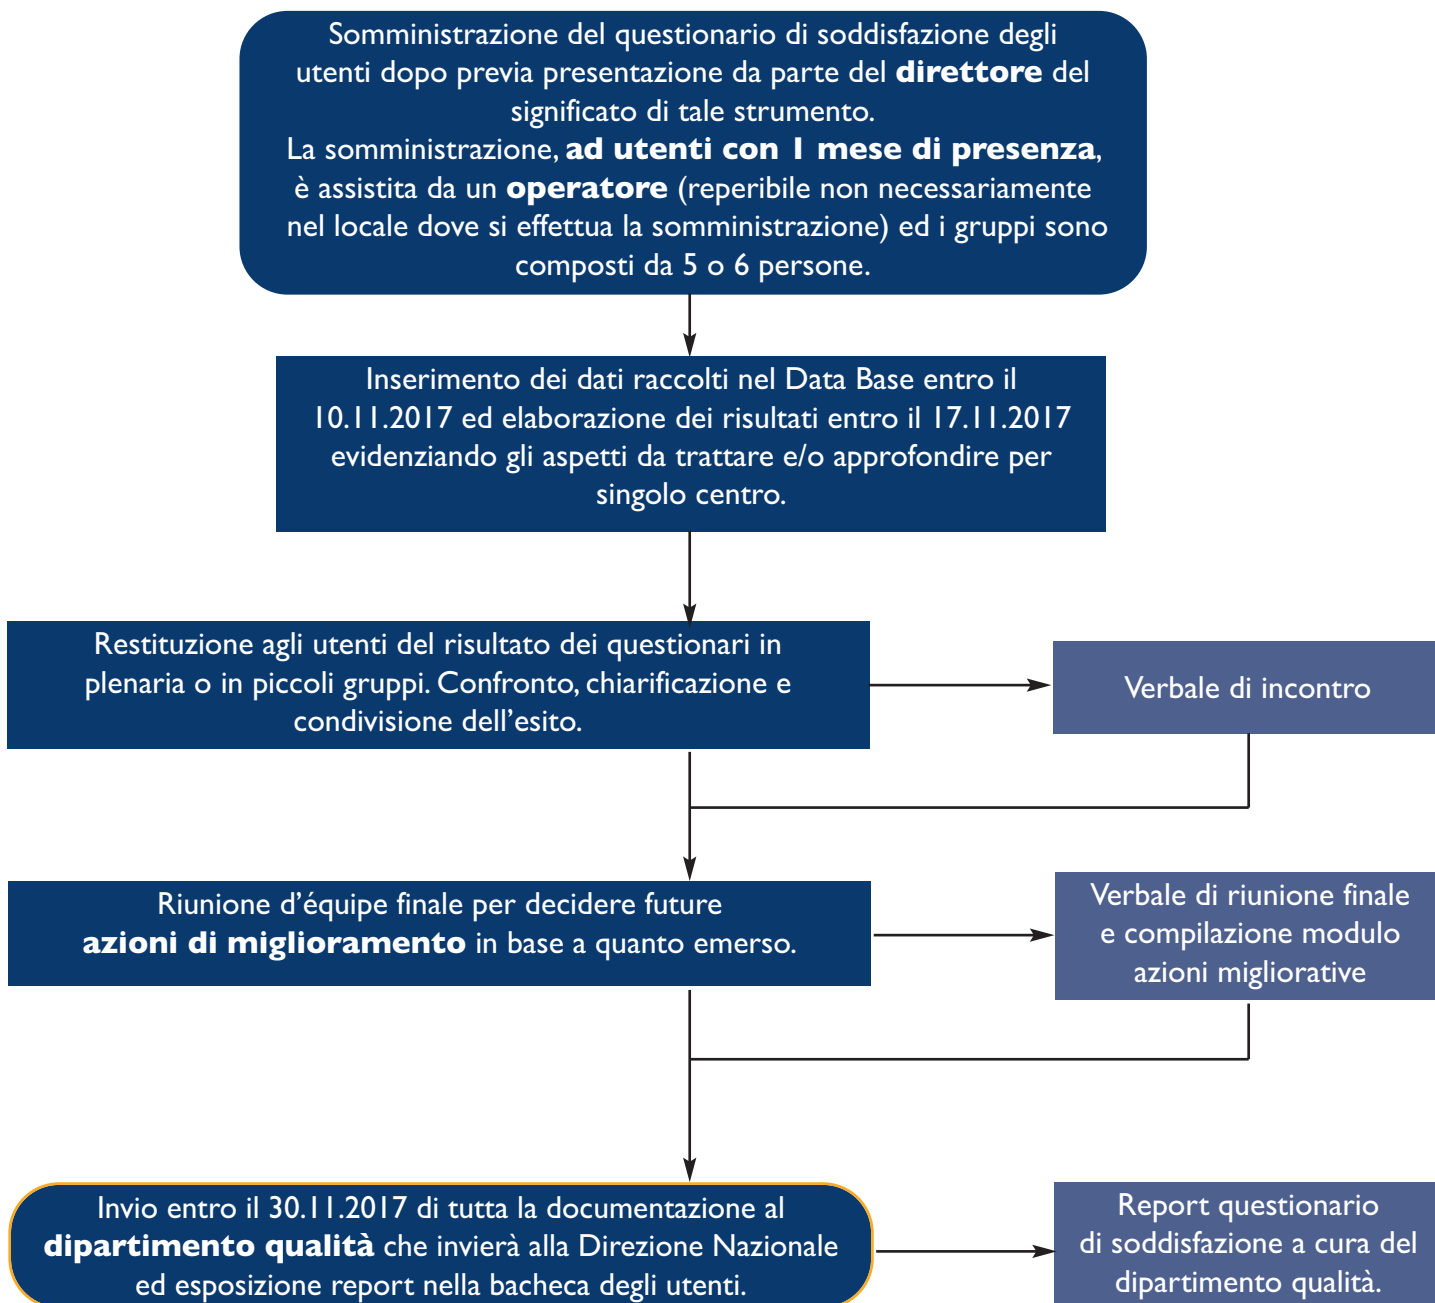 Somministrazione del questionario di soddisfazione degli
utenti dopo previa presentazione da parte del direttore del
significato di tale strumento.
La somministrazione, ad utenti con 1 mese di presenza,
è assistita da un operatore (reperibile non necessariamente
nel locale dove si effettua la somministrazione) ed i gruppi sono
composti da 5 o 6 persone.
Inserimento dei dati raccolti nel Data Base entro il
10.11.2017 ed elaborazione dei risultati entro il 17.11.2017
evidenziando gli aspetti da trattare e/o approfondire per
singolo centro.
Restituzione agli utenti del risultato dei questionari in
plenaria o in piccoli gruppi. Confronto, chiarificazione e
condivisione dell'esito.
Verbale di incontro
Riunione d'équipe finale per decidere future
azioni di miglioramento in base a quanto emerso.
Verbale di riunione finale
e compilazione modulo
azioni migliorative
Invio entro il 30.11.2017 di tutta la documentazione al
dipartimento qualità che invierà alla Direzione Nazionale
ed esposizione report nella bacheca degli utenti.
Report questionario
di soddisfazione a cura del
dipartimento qualità.